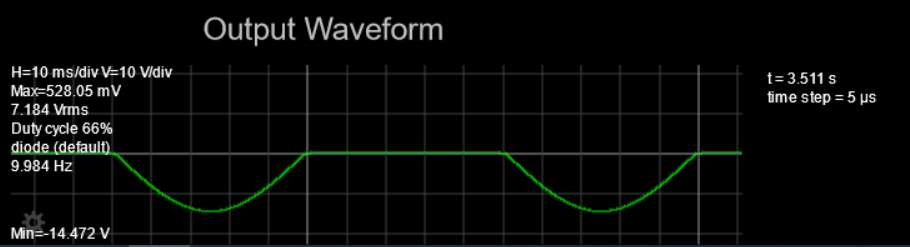 Output Waveform
H=10 ms/div V=10 V/div
Max=528.05 mV
7.184 Vrms
Duty cycle 66%
diode (default)
9.984 Hz
Min=-14.472 V
t = 3.511 s
time step = 5 μs